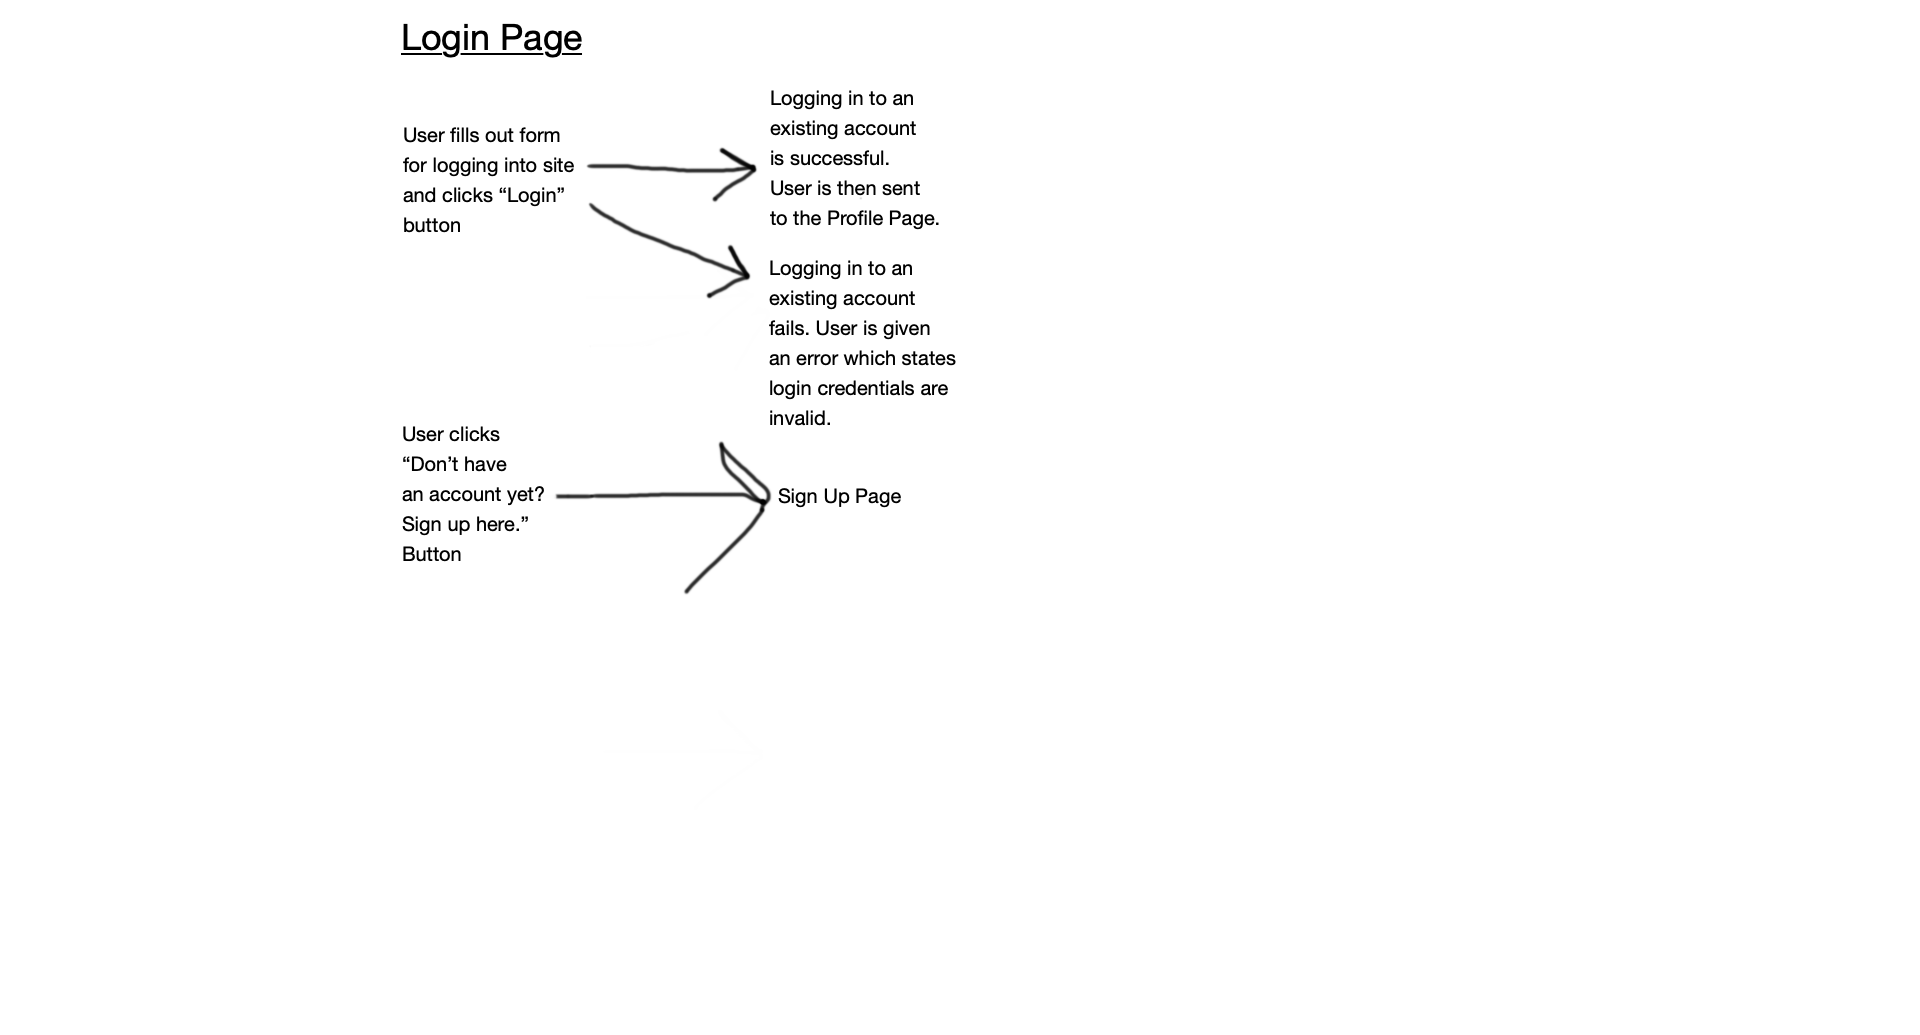 Login Page
User fills out form
for logging into site
and clicks “Login”
button
Logging in to an
existing account
is successful.
User is then sent
to the Profile Page.
Logging in to an
existing account
fails. User is given
an error which states
login credentials are
invalid.
User clicks
“Don’t have
an account yet?
Sign up here.”
Button
Sign Up Page